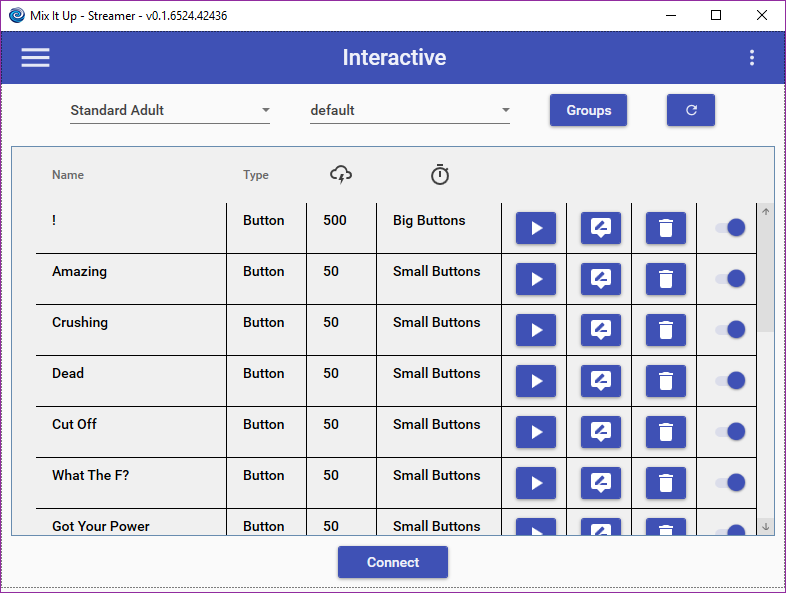 Mix It Up - Streamer - v0.1.6524.42436
Interactive
Standard Adult default Groups
Name Type
! Button 500 Big Buttons
Amazing Button 50 Small Buttons
Crushing Button 50 Small Buttons
Dead Button 50 Small Buttons
Cut Off Button 50 Small Buttons
What The F? Button 50 Small Buttons
Got Your Power Button 50 Small Buttons
Connect